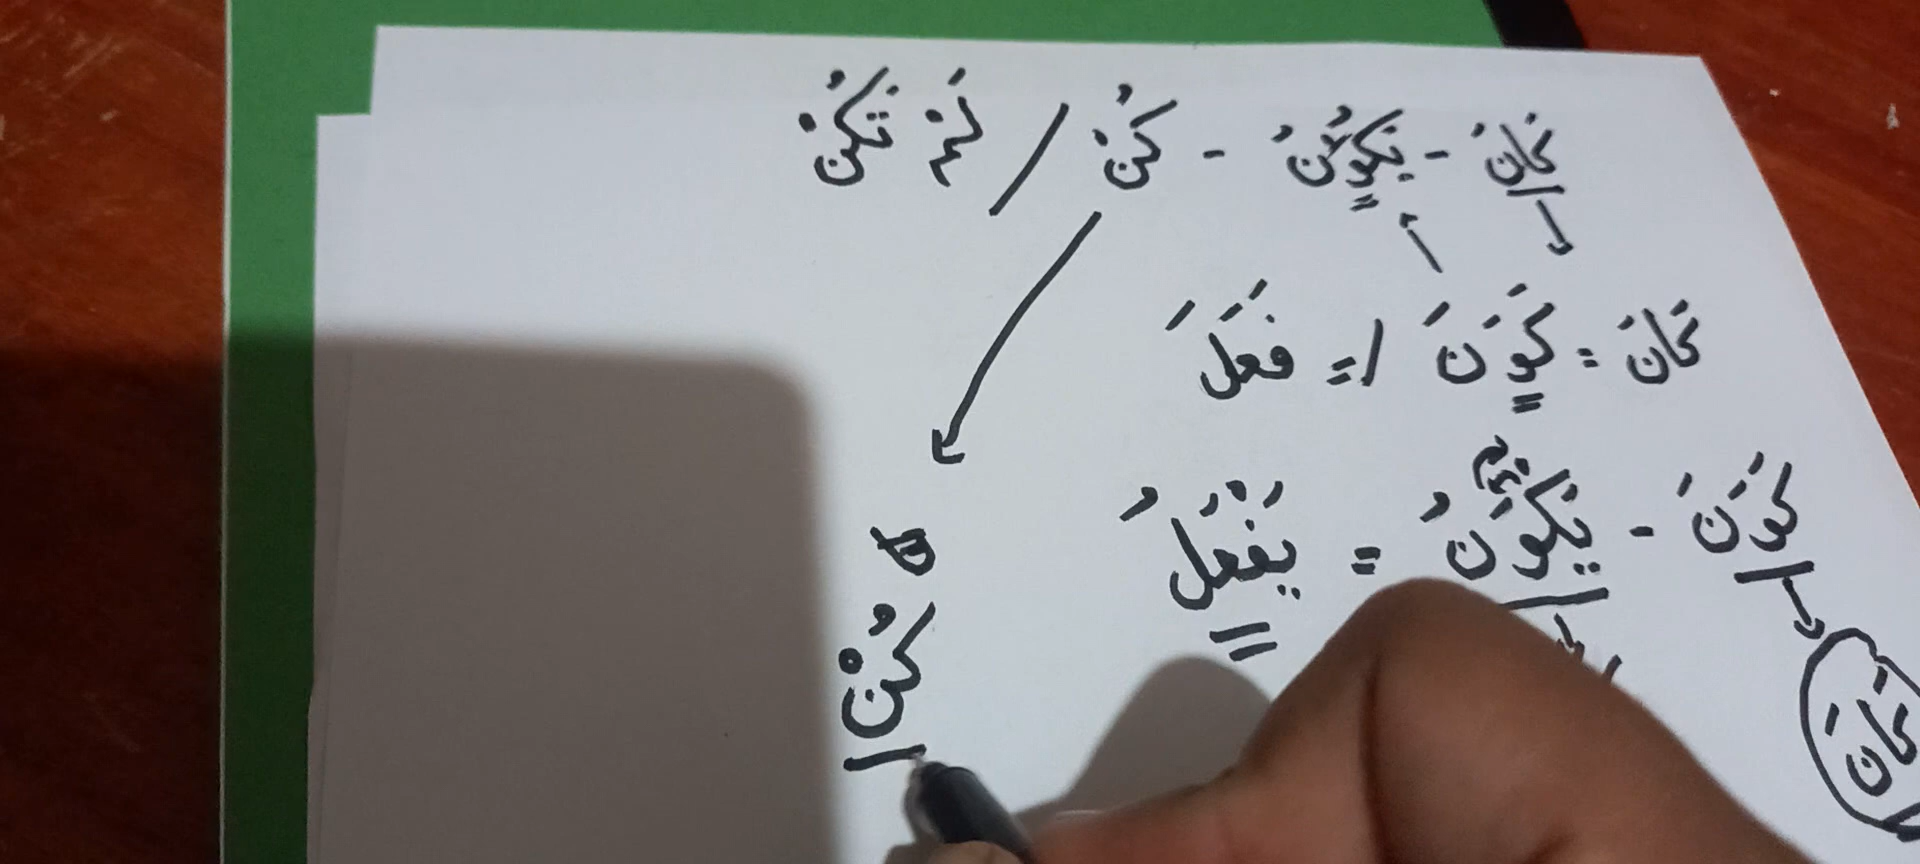 كَانَ - يَكُوْنُ - كُنْ / لَمْ تَكُنْ
كَانَ = كَوَنَ / = فَعَلَ
كَوَنَ - يَكْوَنُ = يَفْعَلُ
كُنْ
كَانَ